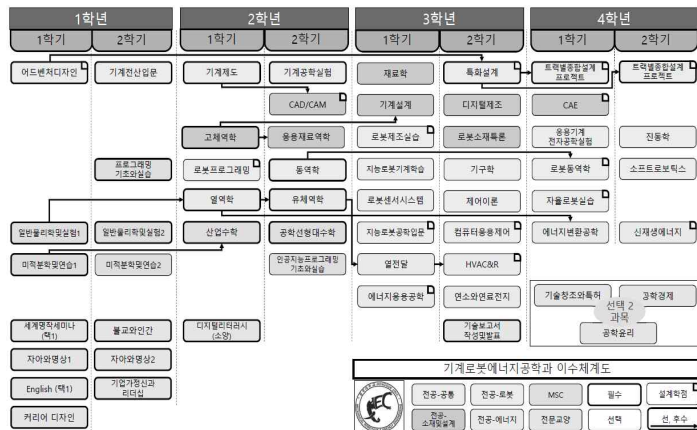 1학년 2학년 3학년 4학년
1학기 2학기 1학기 2학기 1학기 2학기 1학기 2학기
어드벤처디자인 기계전산입문 기계제도 기계공학실험 재료학 특화설계 트랙별종합설계 프로젝트 트랙별종합설계 프로젝트
CAD/CAM 기계설계 디지털제조 CAE
고체역학 응용재료역학 로봇제조실습 로봇소재특론 응용기계 전자공학실험 진동학
프로그래밍 기초와실습 로봇프로그래밍 동역학 지능로봇기계학습 기구학 로봇동역학 소프트로보틱스
열역학 유체역학 로봇센서시스템 제어이론 자율로봇실습
일반물리학및실험1 일반물리학및실험2 산업수학 공학선형대수학 지능로봇공학입문 컴퓨터응용제어 에너지변환공학 신재생에너지
미적분학및연습1 미적분학및연습2 인공지능프로그래밍 기초와실습 열전달 HVAC&R
에너지응용공학 연소와연료전지 기술창조와특허 공학경제
선택 2 과목
세계명작세미나 (택1) 불교와인간 디지털리터러시 (소양) 기술보고서 작성및발표 공학윤리
자아와명상1 자아와명상2
English (택1) 기업가정신과 리더십
커리어 디자인
기계로봇에너지공학과 이수체계도
전공-공통 전공-로봇 MSC 필수 설계학점
전공- 소재및설계 전공-에너지 전문교양 선택 선, 후수